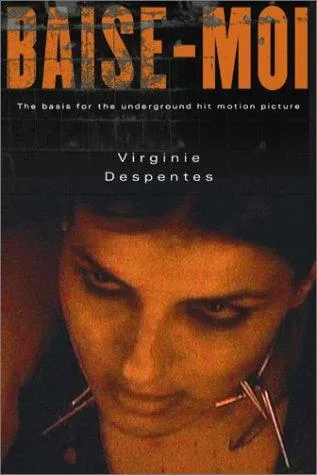 BAISE-MOI
The basis for the underground hit motion picture
Virginie
Despentes